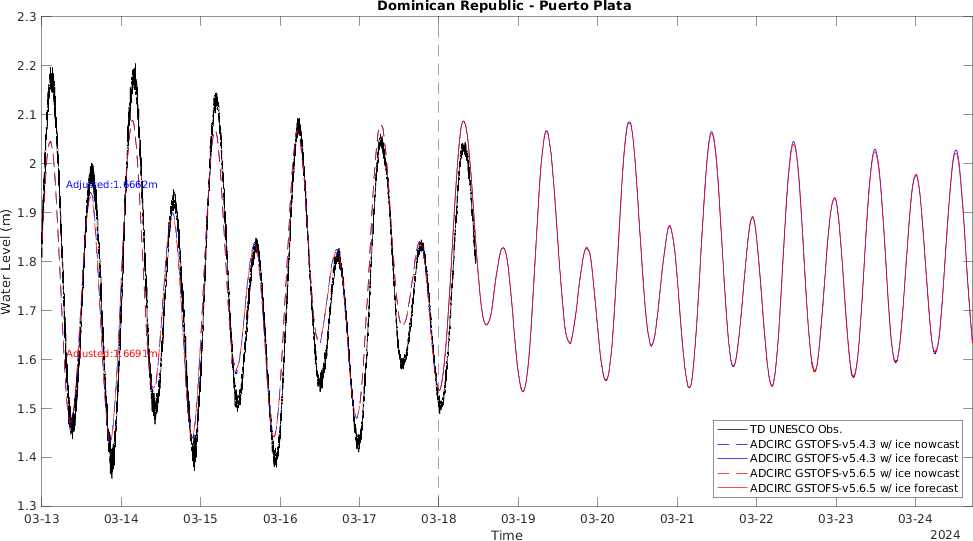 Dominican Republic - Puerto Plata
2.3
2.2
2.1
2
1.9
1.8
1.7
1.6
1.5
1.4
1.3
Water Level (m)
Adjusted:1.6662m
Adjusted:1.6691m
TD UNESCO Obs.
ADCIRC GSTOFS-v5.4.3 w/ ice nowcast
ADCIRC GSTOFS-v5.4.3 w/ ice forecast
ADCIRC GSTOFS-v5.6.5 w/ ice nowcast
ADCIRC GSTOFS-v5.6.5 w/ ice forecast
03-13 03-14 03-15 03-16 03-17 03-18 03-19 03-20 03-21 03-22 03-23 03-24
Time
2024